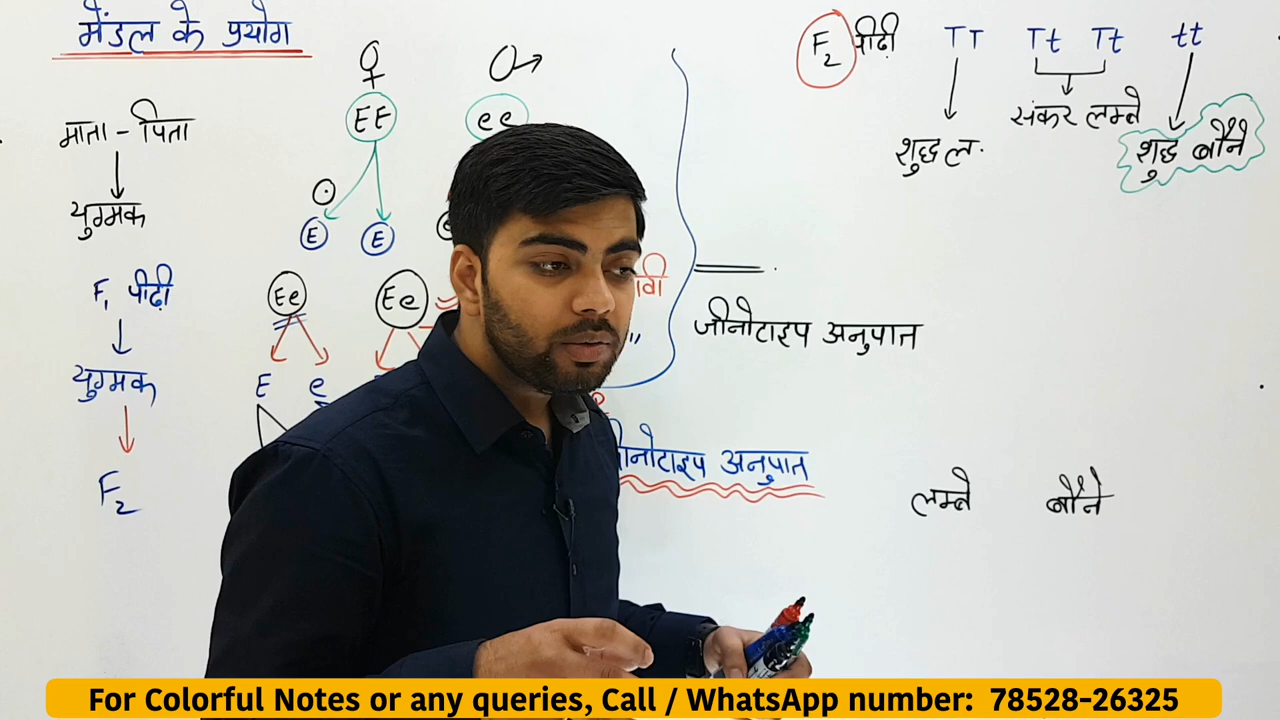 मेंडल के प्रयोग
माता - पिता
युग्मक
F₁ पीढ़ी
युग्मक
F₂
EE ee
E E
Ee Ee
E e
F₂ पीढ़ी TT Tt Tt tt
शुद्ध ल. संकर लम्बे शुद्ध बौने
जीनोटाइप अनुपात
अनुपात
लम्बे बौने
For Colorful Notes or any queries, Call / WhatsApp number: 78528-26325